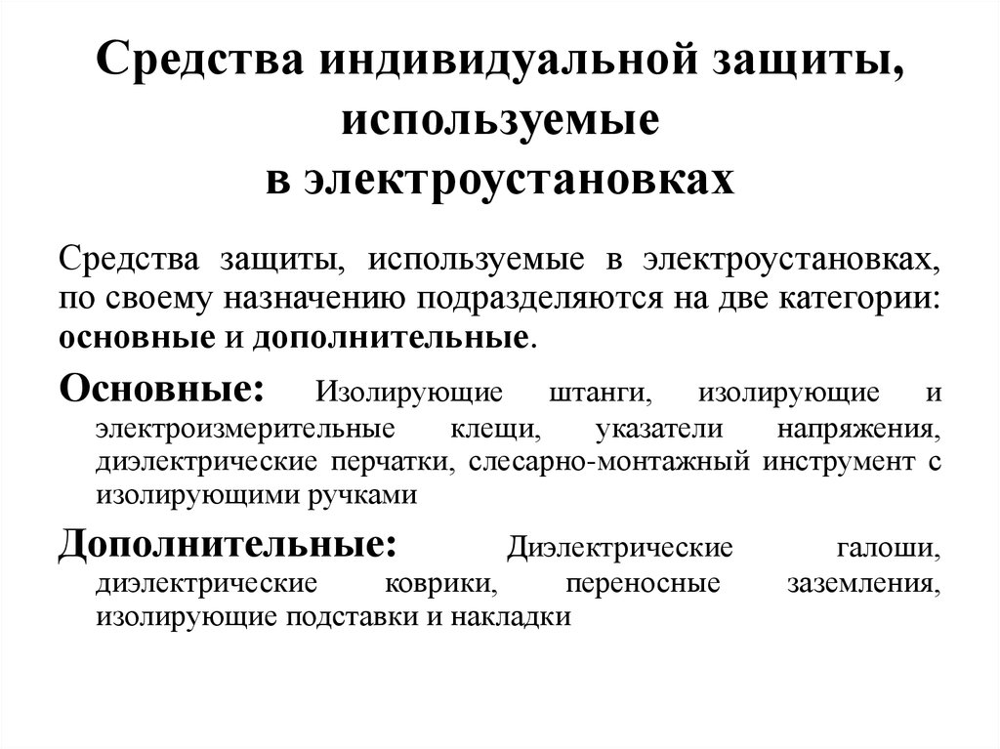 Средства индивидуальной защиты,
используемые
в электроустановках
Средства защиты, используемые в электроустановках,
по своему назначению подразделяются на две категории:
основные и дополнительные.
Основные: Изолирующие штанги, изолирующие и
электроизмерительные клещи, указатели напряжения,
диэлектрические перчатки, слесарно-монтажный инструмент с
изолирующими ручками
Дополнительные: Диэлектрические галоши,
диэлектрические коврики, переносные заземления,
изолирующие подставки и накладки